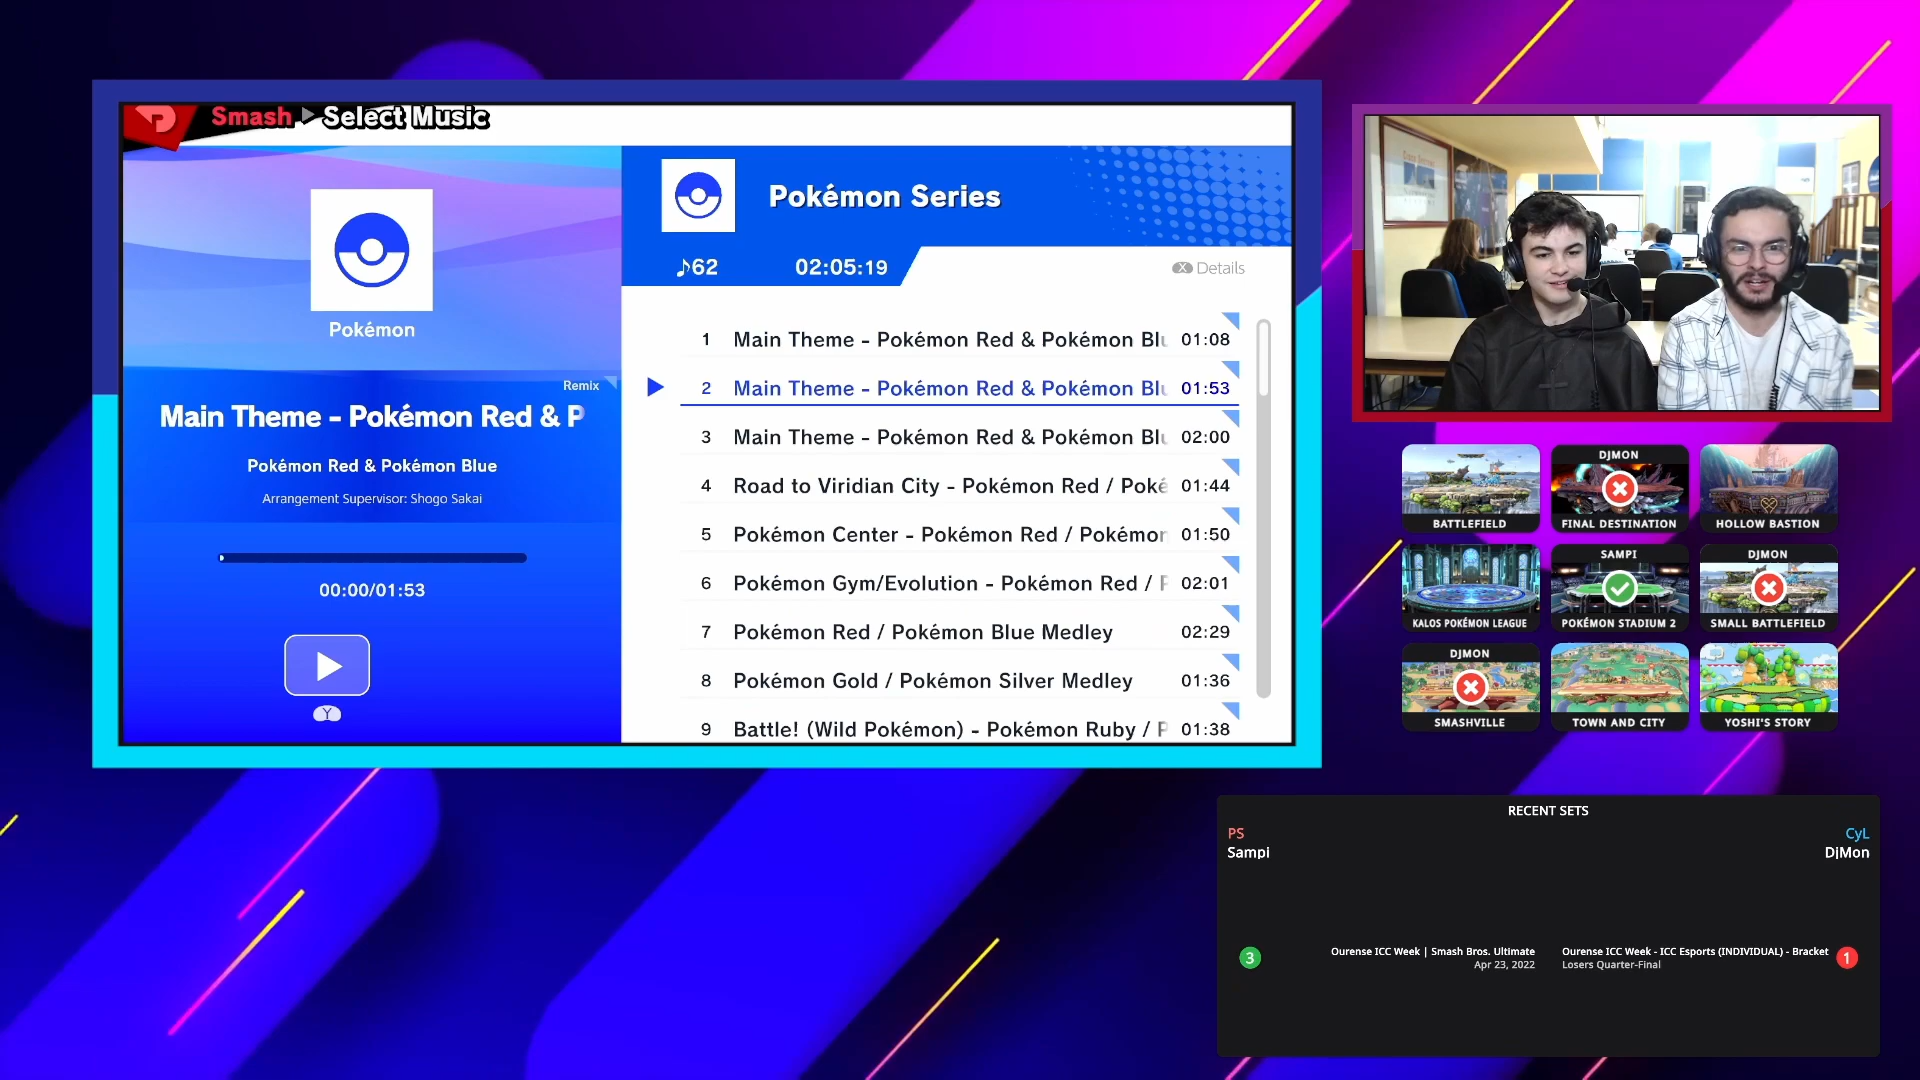 Smash ▶ Select Music
Pokémon
Remix
Main Theme - Pokémon Red & P
Pokémon Red & Pokémon Blue
Arrangement Supervisor: Shogo Sakai
00:00/01:53
Y
Pokémon Series
♪62 02:05:19
X Details
1 Main Theme - Pokémon Red & Pokémon Blu 01:08
2 Main Theme - Pokémon Red & Pokémon Blu 01:53
3 Main Theme - Pokémon Red & Pokémon Blu 02:00
4 Road to Viridian City - Pokémon Red / Poké 01:44
5 Pokémon Center - Pokémon Red / Pokémon 01:50
6 Pokémon Gym/Evolution - Pokémon Red / P 02:01
7 Pokémon Red / Pokémon Blue Medley 02:29
8 Pokémon Gold / Pokémon Silver Medley 01:36
9 Battle! (Wild Pokémon) - Pokémon Ruby / P 01:38
BATTLEFIELD
DJMON
FINAL DESTINATION
HOLLOW BASTION
KALOS POKÉMON LEAGUE
SAMPI
POKÉMON STADIUM 2
DJMON
SMALL BATTLEFIELD
DJMON
SMASHVILLE
TOWN AND CITY
YOSHI'S STORY
RECENT SETS
PS
Sampi
CyL
DjMon
3
Ourense ICC Week | Smash Bros. Ultimate
Apr 23, 2022
Ourense ICC Week - ICC Esports (INDIVIDUAL) - Bracket
Losers Quarter-Final
1